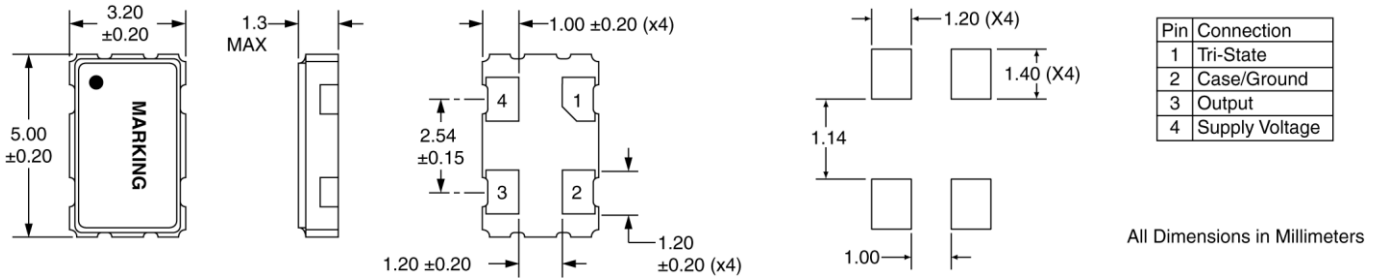 3.20
±0.20
5.00
±0.20
MARKING
1.3
MAX
1.00 ±0.20 (x4)
4
1
2.54
±0.15
3
2
1.20 ±0.20
1.20
±0.20 (x4)
1.20 (X4)
1.40 (X4)
1.14
1.00
Pin Connection
1 Tri-State
2 Case/Ground
3 Output
4 Supply Voltage
All Dimensions in Millimeters